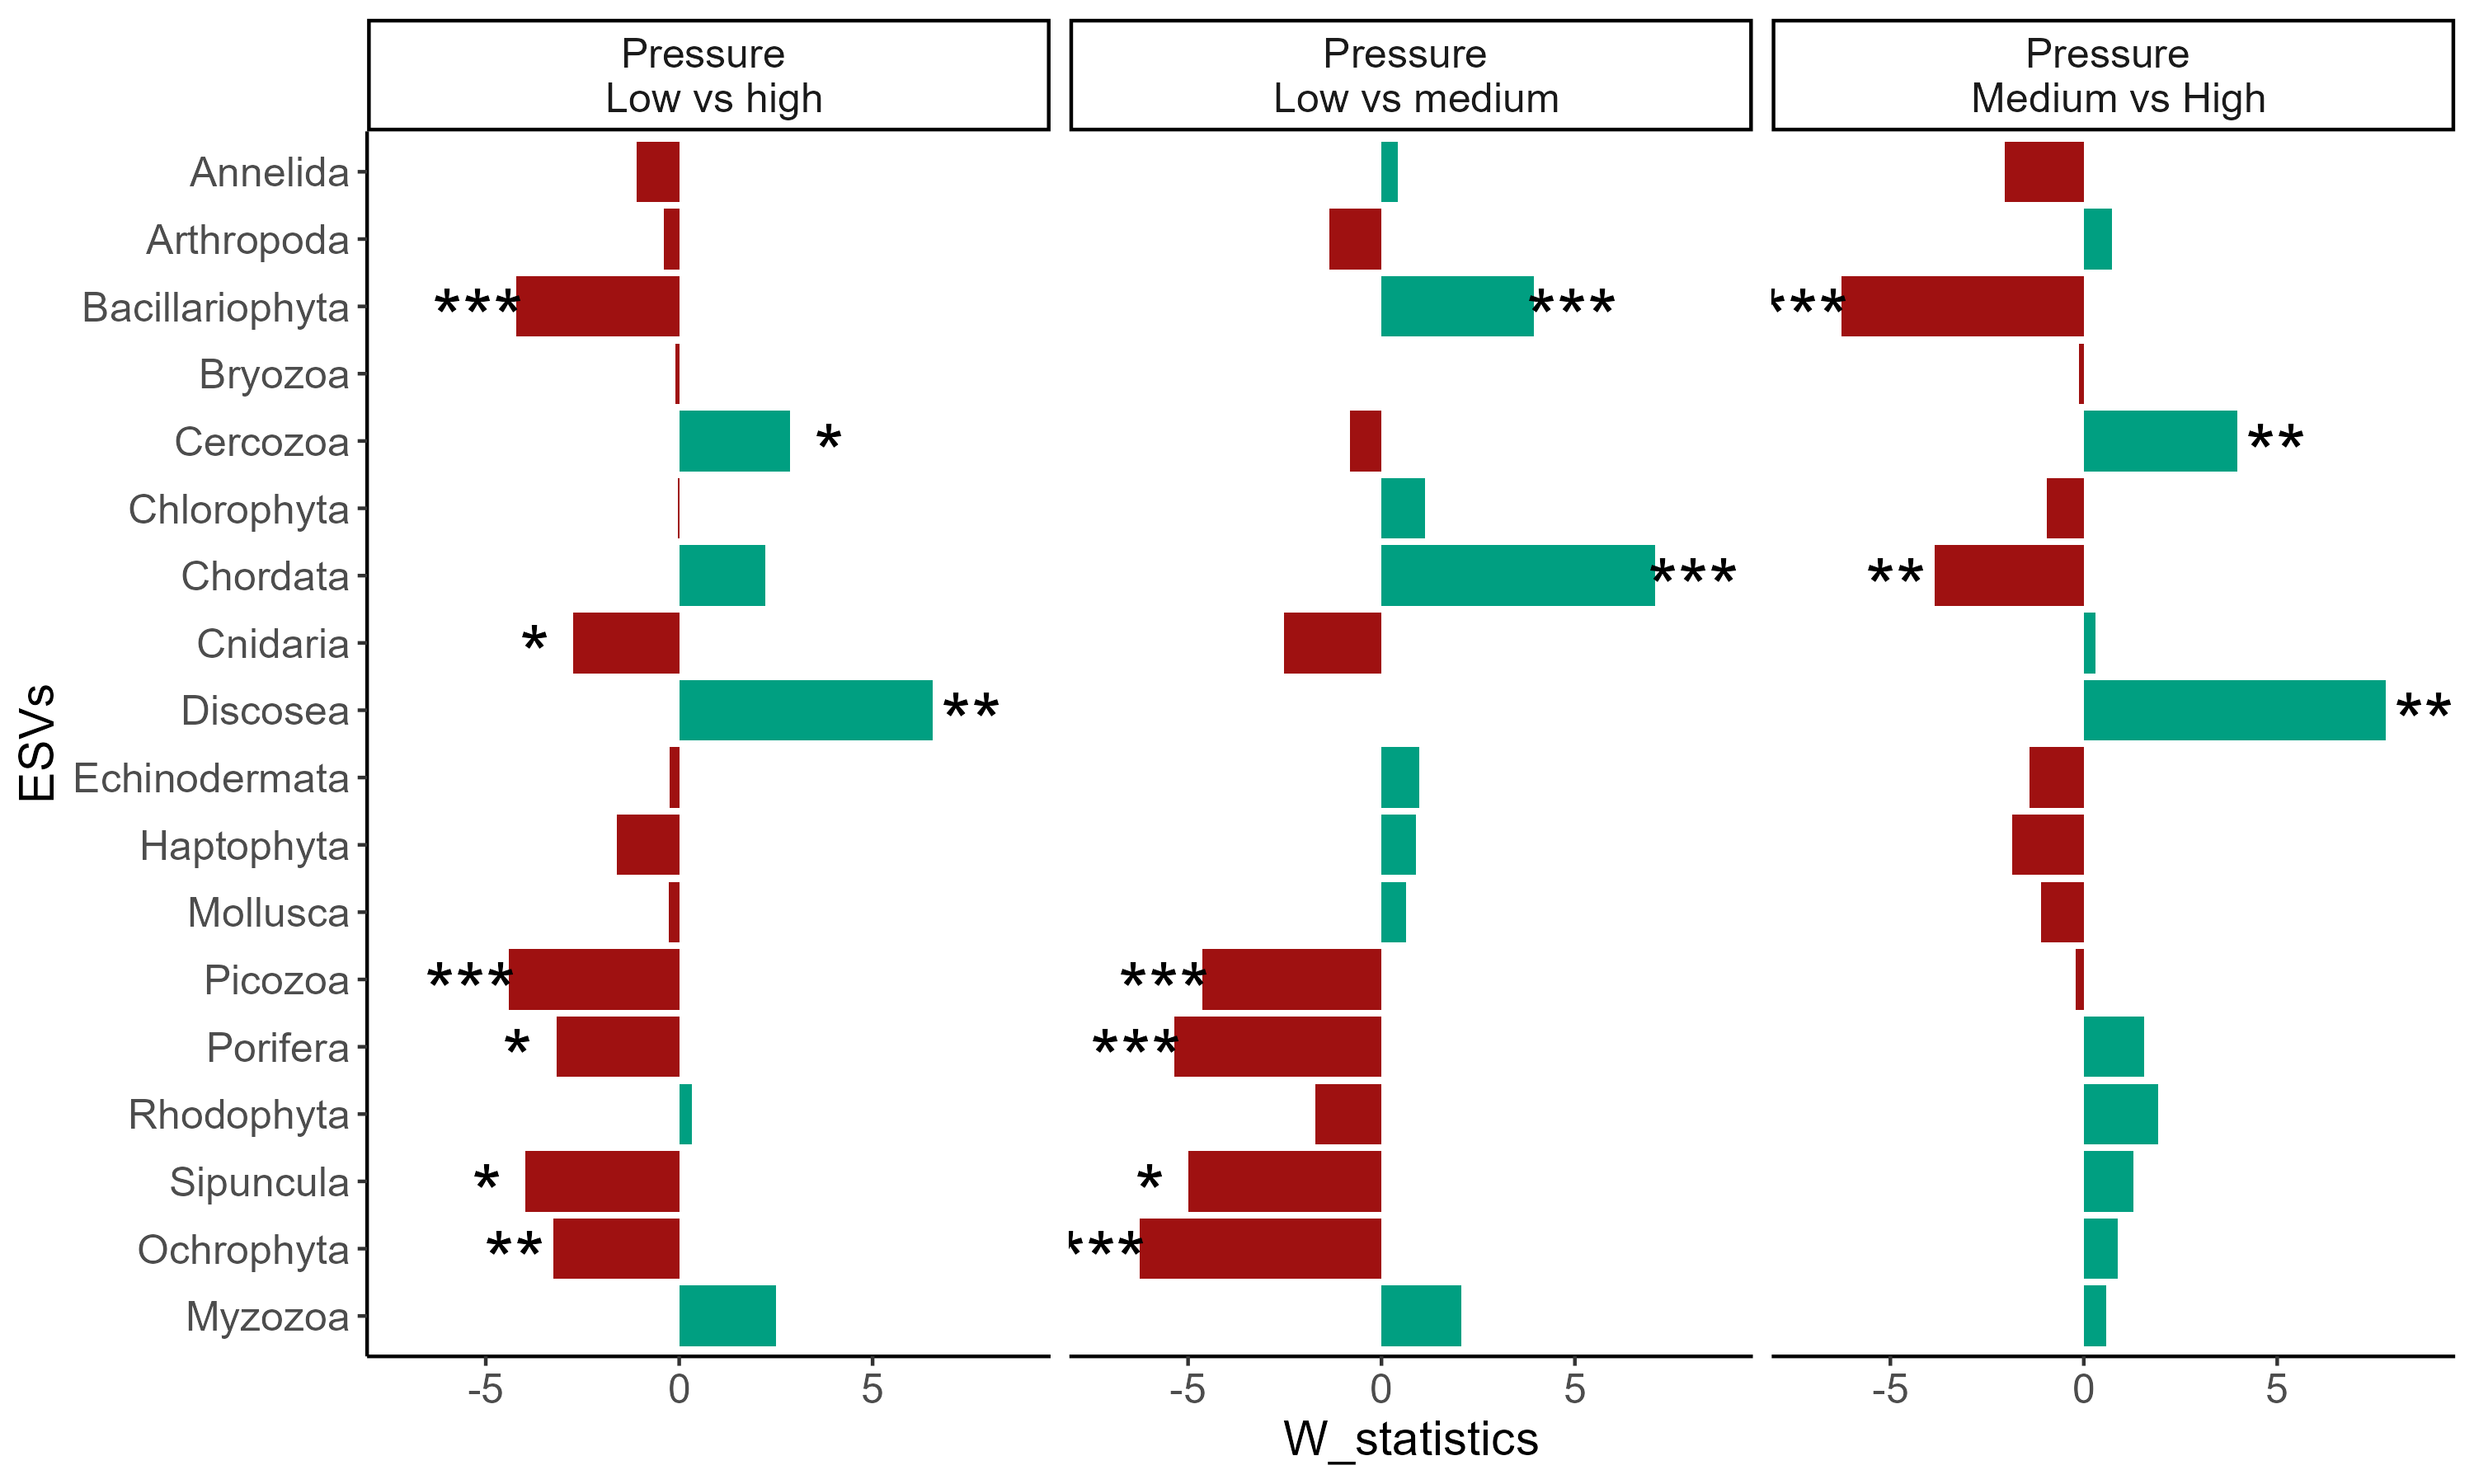 Pressure
Low vs high
Pressure
Low vs medium
Pressure
Medium vs High
ESVs
Annelida
Arthropoda
Bacillariophyta *** *** ***
Bryozoa
Cercozoa * **
Chlorophyta
Chordata *** **
Cnidaria *
Discosea ** **
Echinodermata
Haptophyta
Mollusca
Picozoa *** ***
Porifera * ***
Rhodophyta
Sipuncula * *
Ochrophyta ** ***
Myzozoa
-5 0 5 -5 0 5 -5 0 5
W_statistics